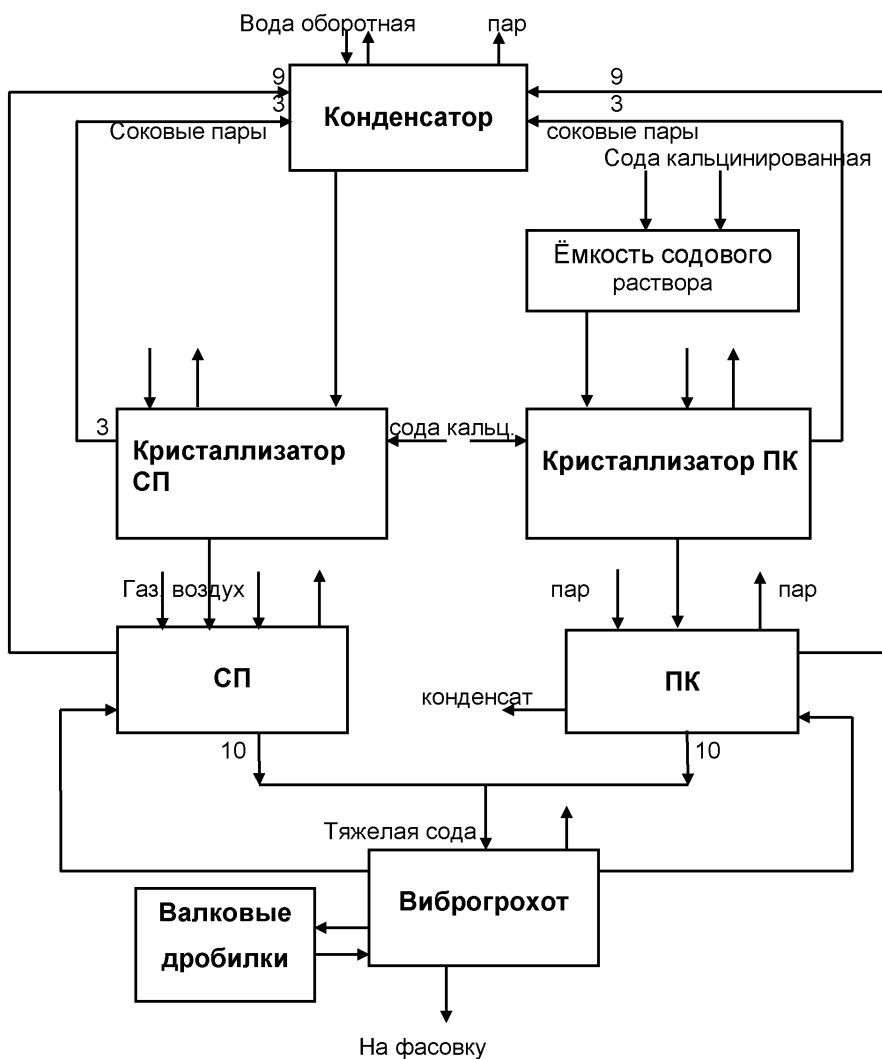 Вода оборотная
пар
9
9
3
3
Конденсатор
Соковые пары
соковые пары
Сода кальцинированная
Ёмкость содового
раствора
3
сода кальц.
Кристаллизатор
СП
Кристаллизатор ПК
Газ. воздух
пар
пар
СП
ПК
конденсат
10
10
Тяжелая сода
Виброгрохот
Валковые
дробилки
На фасовку